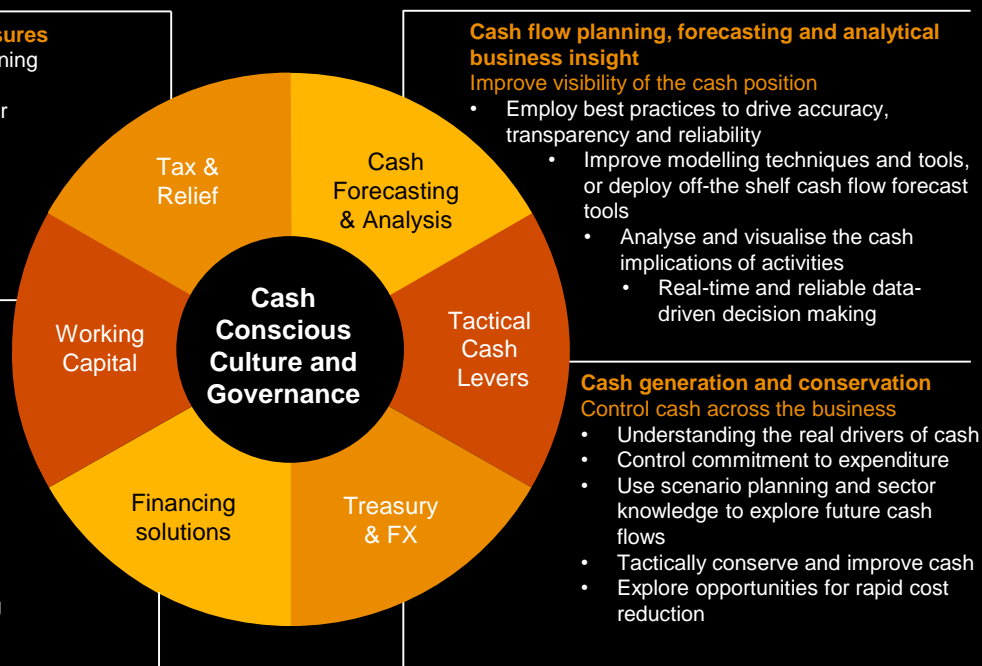 sures
ning
r
Tax &
Relief
Cash
Forecasting
& Analysis
Working
Capital
Cash
Conscious
Culture and
Governance
Tactical
Cash
Levers
Financing
solutions
Treasury
& FX
Cash flow planning, forecasting and analytical
business insight
Improve visibility of the cash position
• Employ best practices to drive accuracy,
transparency and reliability
• Improve modelling techniques and tools,
or deploy off-the shelf cash flow forecast
tools
• Analyse and visualise the cash
implications of activities
• Real-time and reliable data-
driven decision making
Cash generation and conservation
Control cash across the business
• Understanding the real drivers of cash
• Control commitment to expenditure
• Use scenario planning and sector
knowledge to explore future cash
flows
• Tactically conserve and improve cash
• Explore opportunities for rapid cost
reduction